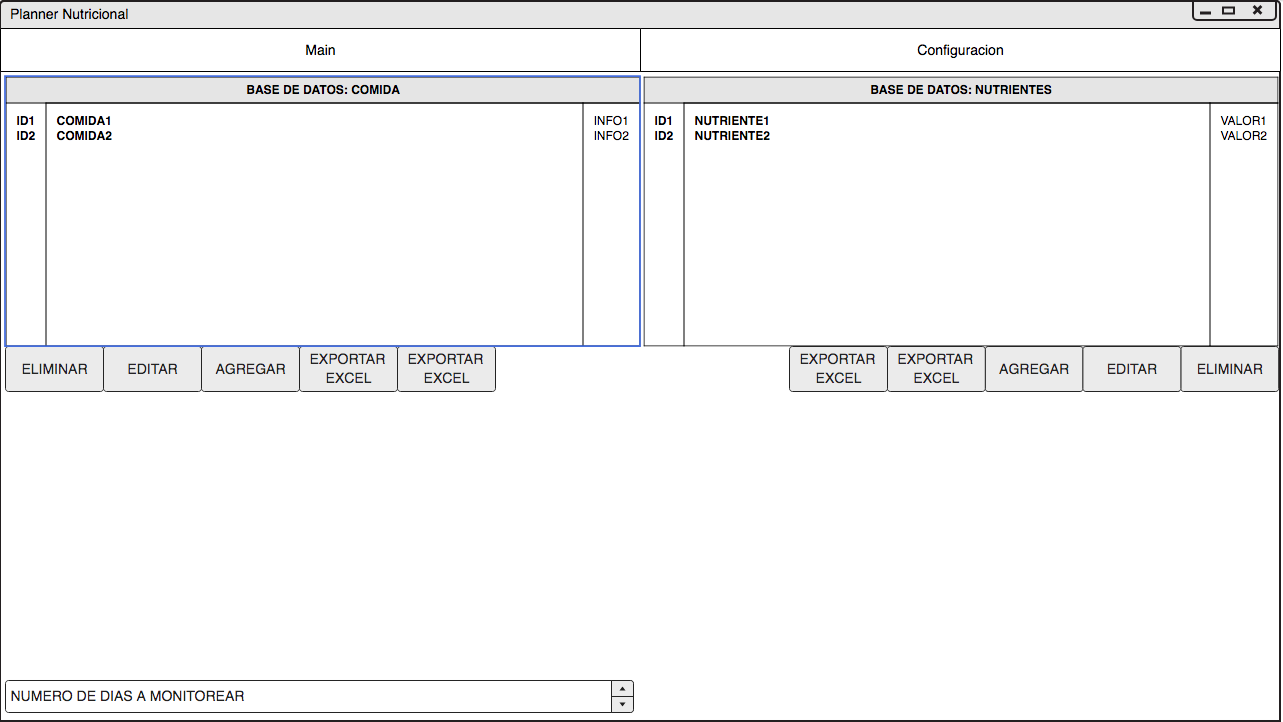 Planner Nutricional
Main
Configuracion
BASE DE DATOS: COMIDA
ID1 COMIDA1 INFO1
ID2 COMIDA2 INFO2
BASE DE DATOS: NUTRIENTES
ID1 NUTRIENTE1 VALOR1
ID2 NUTRIENTE2 VALOR2
ELIMINAR
EDITAR
AGREGAR
EXPORTAR
EXCEL
EXPORTAR
EXCEL
EXPORTAR
EXCEL
EXPORTAR
EXCEL
AGREGAR
EDITAR
ELIMINAR
NUMERO DE DIAS A MONITOREAR